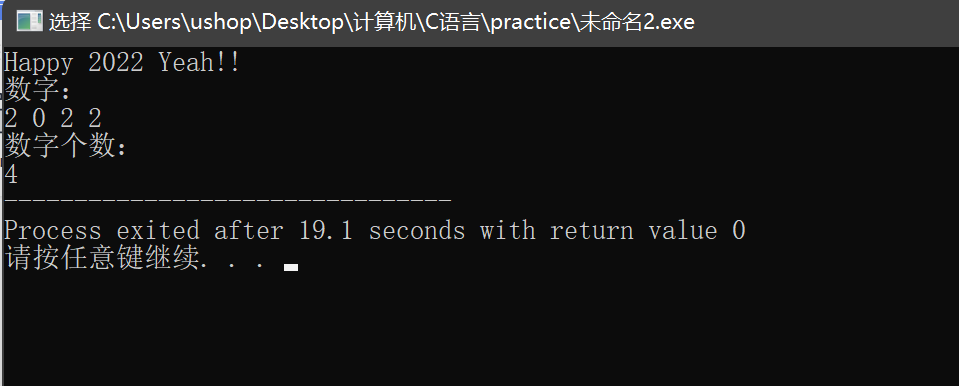 选择 C:\Users\ushop\Desktop\计算机\C语言\practice\未命名2.exe
Happy 2022 Yeah!!
数字：
2 0 2 2
数字个数：
4
--------------------------------
Process exited after 19.1 seconds with return value 0
请按任意键继续. . .